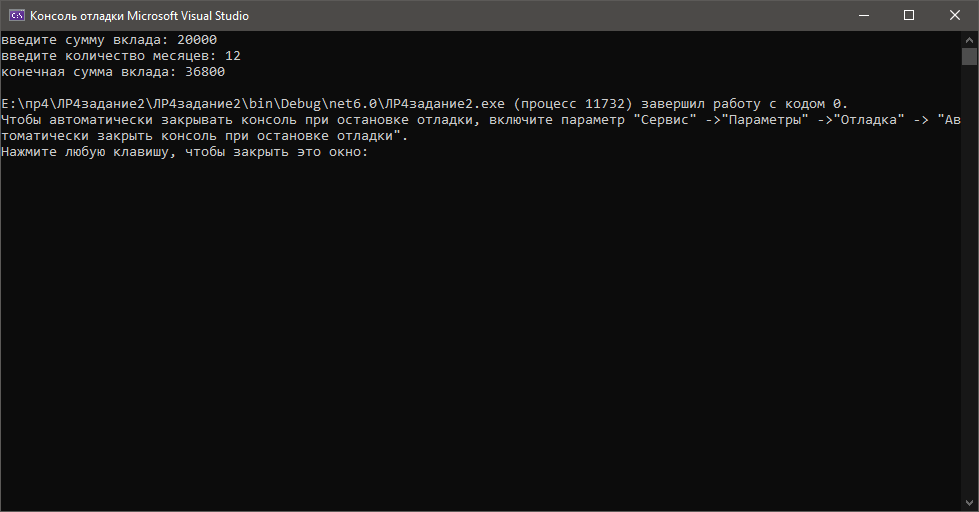 Консоль отладки Microsoft Visual Studio
введите сумму вклада: 20000
введите количество месяцев: 12
конечная сумма вклада: 36800
E:\пр4\ЛР4задание2\ЛР4задание2\bin\Debug\net6.0\ЛР4задание2.exe (процесс 11732) завершил работу с кодом 0.
Чтобы автоматически закрывать консоль при остановке отладки, включите параметр "Сервис" ->"Параметры" ->"Отладка" -> "Ав
томатически закрыть консоль при остановке отладки".
Нажмите любую клавишу, чтобы закрыть это окно: